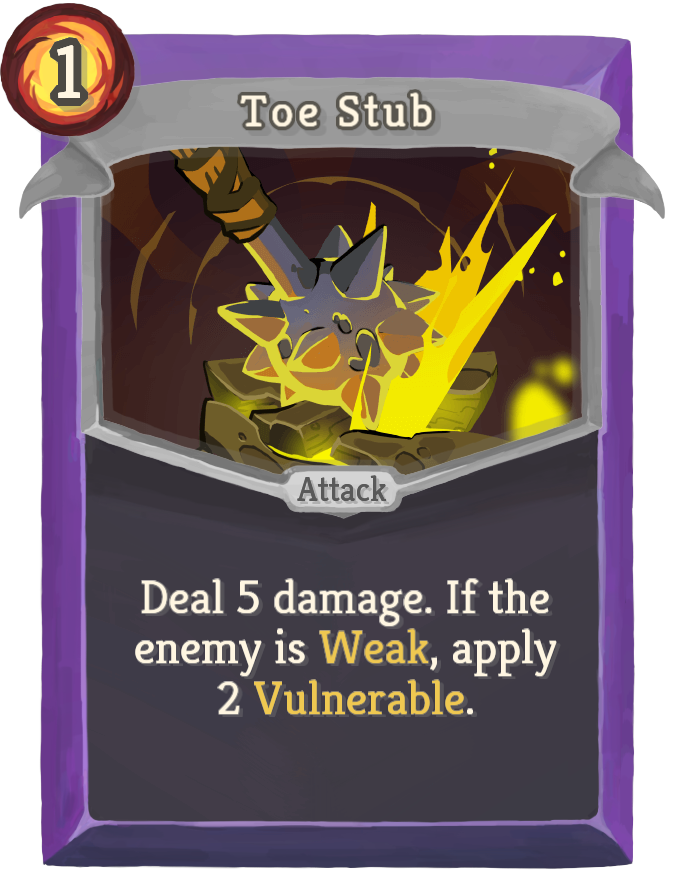 1
Toe Stub
Attack
Deal 5 damage. If the
enemy is Weak, apply
2 Vulnerable.